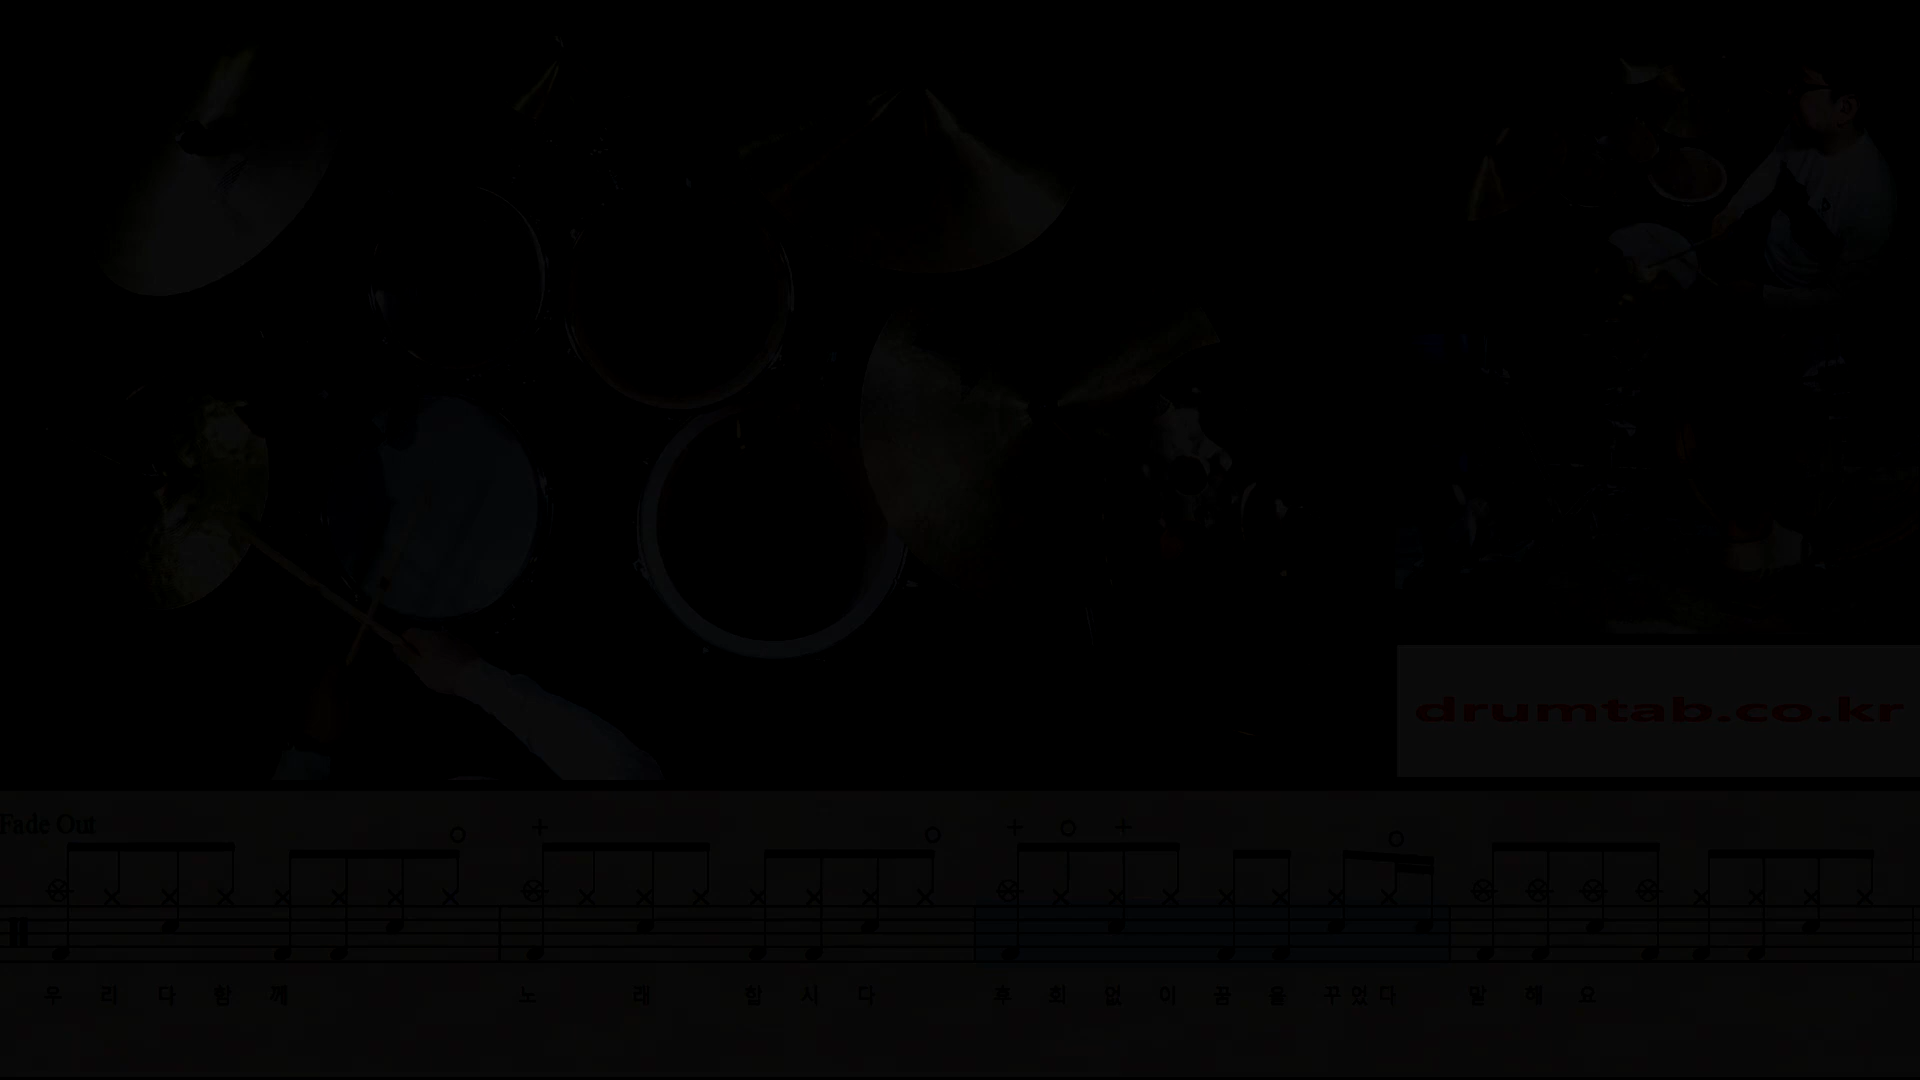 drumtab.co.kr
Fade Out
우 리 다 함 께 노 래 합 시 다 후 회 없 이 꿈 을 꾸 었 다 말 해 요